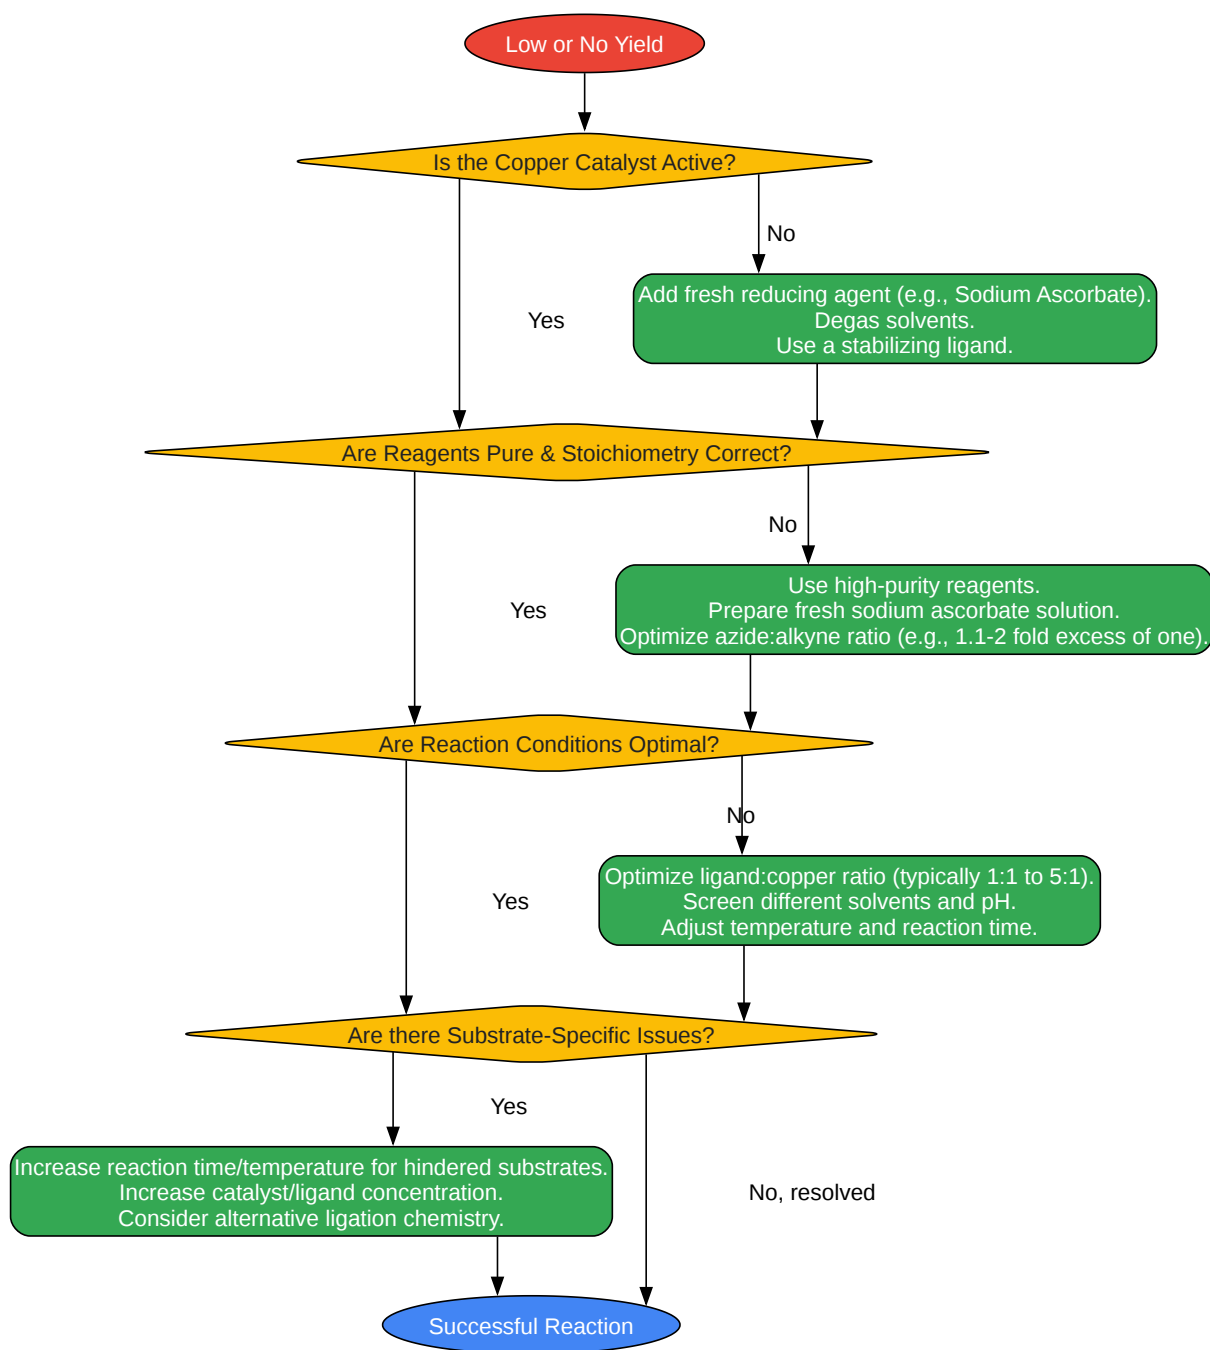 Low or No Yield
Is the Copper Catalyst Active?
No
Add fresh reducing agent (e.g., Sodium Ascorbate).
Degas solvents.
Use a stabilizing ligand.
Yes
Are Reagents Pure & Stoichiometry Correct?
No
Use high-purity reagents.
Prepare fresh sodium ascorbate solution.
Optimize azide:alkyne ratio (e.g., 1.1-2 fold excess of one).
Yes
Are Reaction Conditions Optimal?
No
Optimize ligand:copper ratio (typically 1:1 to 5:1).
Screen different solvents and pH.
Adjust temperature and reaction time.
Yes
Are there Substrate-Specific Issues?
Yes
Increase reaction time/temperature for hindered substrates.
Increase catalyst/ligand concentration.
Consider alternative ligation chemistry.
No, resolved
Successful Reaction